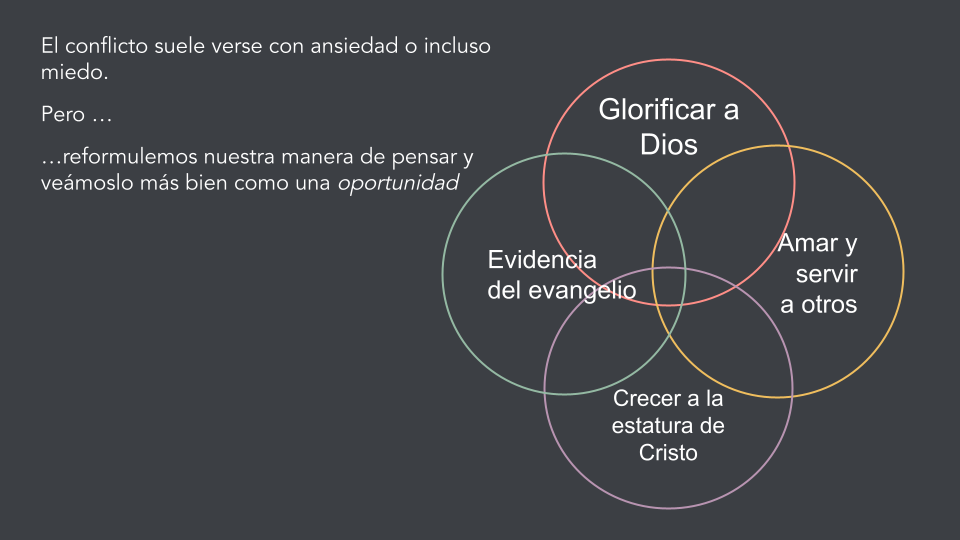 El conflicto suele verse con ansiedad o incluso
miedo.
Pero …
…reformulemos nuestra manera de pensar y
veámoslo más bien como una oportunidad
Glorificar a
Dios
Evidencia
del evangelio
Amar y
servir
a otros
Crecer a la
estatura de
Cristo